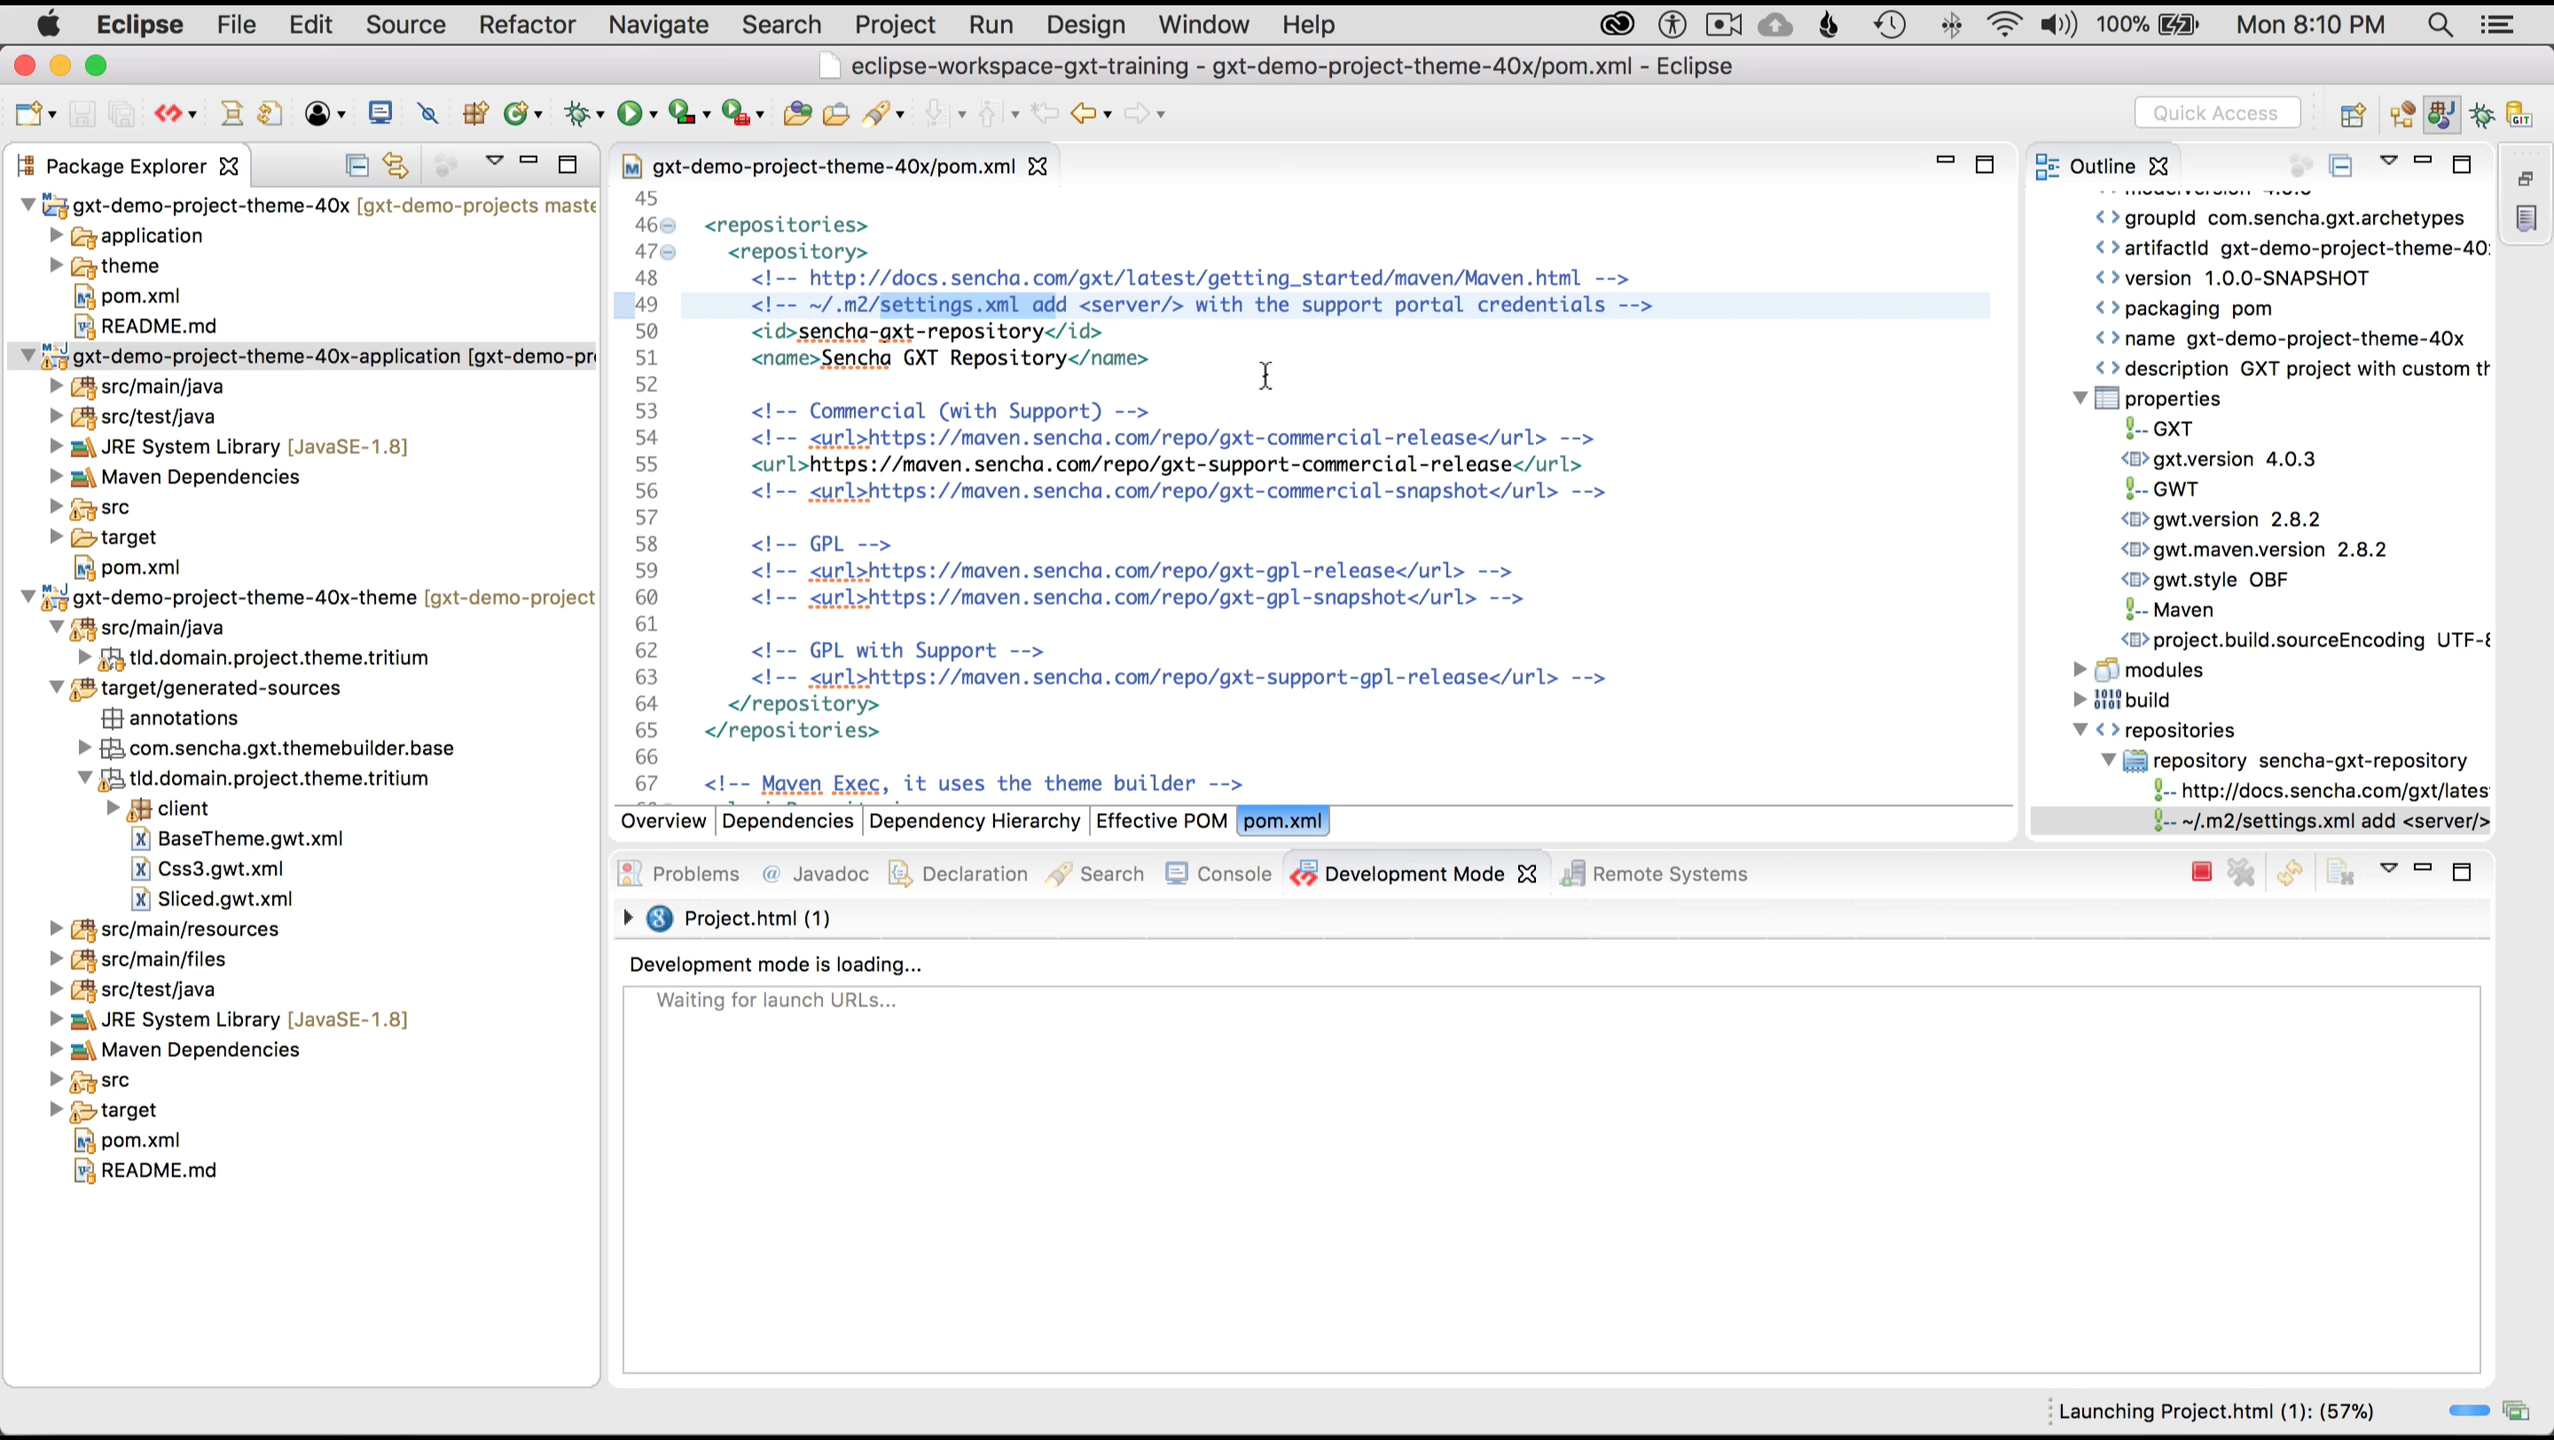 Eclipse File Edit Source Refactor Navigate Search Project Run Design Window Help 100% Mon 8:10 PM
eclipse-workspace-gxt-training - gxt-demo-project-theme-40x/pom.xml - Eclipse
Quick Access
GIT
Package Explorer
gxt-demo-project-theme-40x [gxt-demo-projects maste
application
theme
pom.xml
README.md
gxt-demo-project-theme-40x-application [gxt-demo-pr
src/main/java
src/test/java
JRE System Library [JavaSE-1.8]
Maven Dependencies
src
target
pom.xml
gxt-demo-project-theme-40x-theme [gxt-demo-project
src/main/java
tld.domain.project.theme.tritium
target/generated-sources
annotations
com.sencha.gxt.themebuilder.base
tld.domain.project.theme.tritium
client
BaseTheme.gwt.xml
Css3.gwt.xml
Sliced.gwt.xml
src/main/resources
src/main/files
src/test/java
JRE System Library [JavaSE-1.8]
Maven Dependencies
src
target
pom.xml
README.md
gxt-demo-project-theme-40x/pom.xml
45
46 <repositories>
47 <repository>
48 <!-- http://docs.sencha.com/gxt/latest/getting_started/maven/Maven.html -->
49 <!-- ~/.m2/settings.xml add <server/> with the support portal credentials -->
50 <id>sencha-gxt-repository</id>
51 <name>Sencha GXT Repository</name>
52
53 <!-- Commercial (with Support) -->
54 <!-- <url>https://maven.sencha.com/repo/gxt-commercial-release</url> -->
55 <url>https://maven.sencha.com/repo/gxt-support-commercial-release</url>
56 <!-- <url>https://maven.sencha.com/repo/gxt-commercial-snapshot</url> -->
57
58 <!-- GPL -->
59 <!-- <url>https://maven.sencha.com/repo/gxt-gpl-release</url> -->
60 <!-- <url>https://maven.sencha.com/repo/gxt-gpl-snapshot</url> -->
61
62 <!-- GPL with Support -->
63 <!-- <url>https://maven.sencha.com/repo/gxt-support-gpl-release</url> -->
64 </repository>
65 </repositories>
66
67 <!-- Maven Exec, it uses the theme builder -->
Overview Dependencies Dependency Hierarchy Effective POM pom.xml
Outline
groupId com.sencha.gxt.archetypes
artifactId gxt-demo-project-theme-40
version 1.0.0-SNAPSHOT
packaging pom
name gxt-demo-project-theme-40x
description GXT project with custom th
properties
GXT
gxt.version 4.0.3
GWT
gwt.version 2.8.2
gwt.maven.version 2.8.2
gwt.style OBF
Maven
project.build.sourceEncoding UTF-8
modules
build
repositories
repository sencha-gxt-repository
http://docs.sencha.com/gxt/lates
~/.m2/settings.xml add <server/>
Problems @ Javadoc Declaration Search Console Development Mode Remote Systems
Project.html (1)
Development mode is loading...
Waiting for launch URLs...
Launching Project.html (1): (57%)